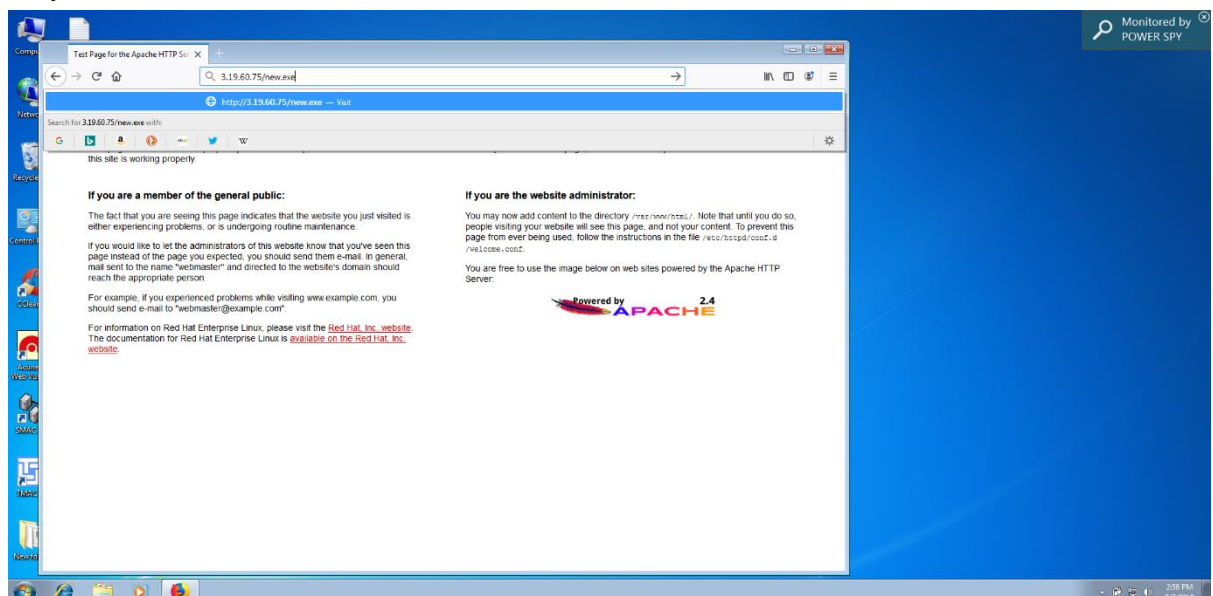 Monitored by
POWER SPY
Test Page for the Apache HTTP Se
3.19.60.75/new.exe
http://3.19.60.75/new.exe — Visit
Search for 3.19.60.75/new.exe with:
this site is working properly.
If you are a member of the general public:
The fact that you are seeing this page indicates that the website you just visited is
either experiencing problems, or is undergoing routine maintenance.
If you would like to let the administrators of this website know that you've seen this
page instead of the page you expected, you should send them e-mail. In general,
mail sent to the name "webmaster" and directed to the website's domain should
reach the appropriate person.
For example, if you experienced problems while visiting www.example.com, you
should send e-mail to "webmaster@example.com".
For information on Red Hat Enterprise Linux, please visit the Red Hat, Inc. website.
The documentation for Red Hat Enterprise Linux is available on the Red Hat, Inc.
website.
If you are the website administrator:
You may now add content to the directory /var/www/html/. Note that until you do so,
people visiting your website will see this page, and not your content. To prevent this
page from ever being used, follow the instructions in the file /etc/httpd/conf.d
/welcome.conf.
You are free to use the image below on web sites powered by the Apache HTTP
Server:
Powered by 2.4
APACHE
Compu
Netwo
Recycle
Control
CClea
SMAC
New fo
2:56 PM